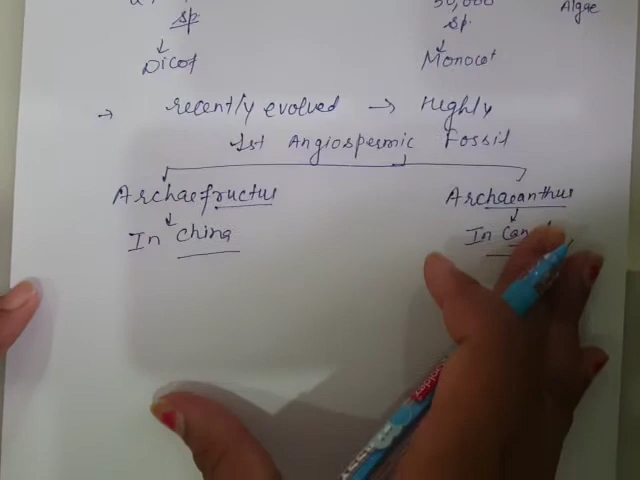 50,000 Algae
sp sp.
↓ ↓
Dicot Monocot
→ recently evolved → Highly
1st Angiospermic Fossil
Archaefructus Archaeanthus
↓ ↓
In China In